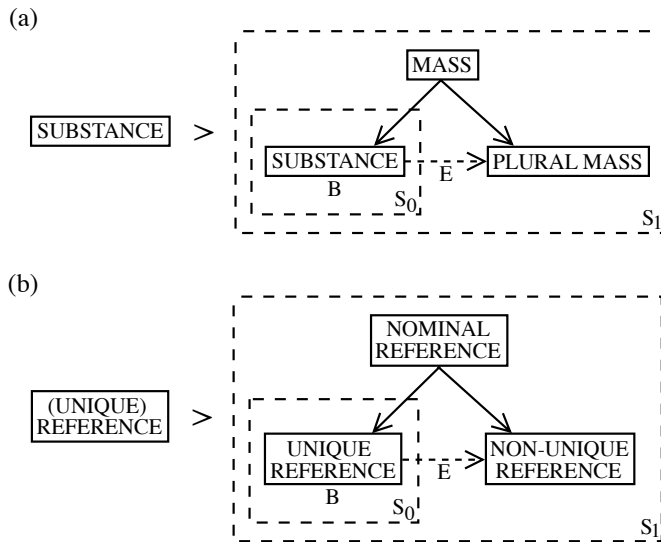 (a)
MASS
SUBSTANCE >
SUBSTANCE
PLURAL MASS
E
B
S0
S1
(b)
NOMINAL
REFERENCE
(UNIQUE)
REFERENCE
>
UNIQUE
REFERENCE
NON-UNIQUE
REFERENCE
E
B
S0
S1